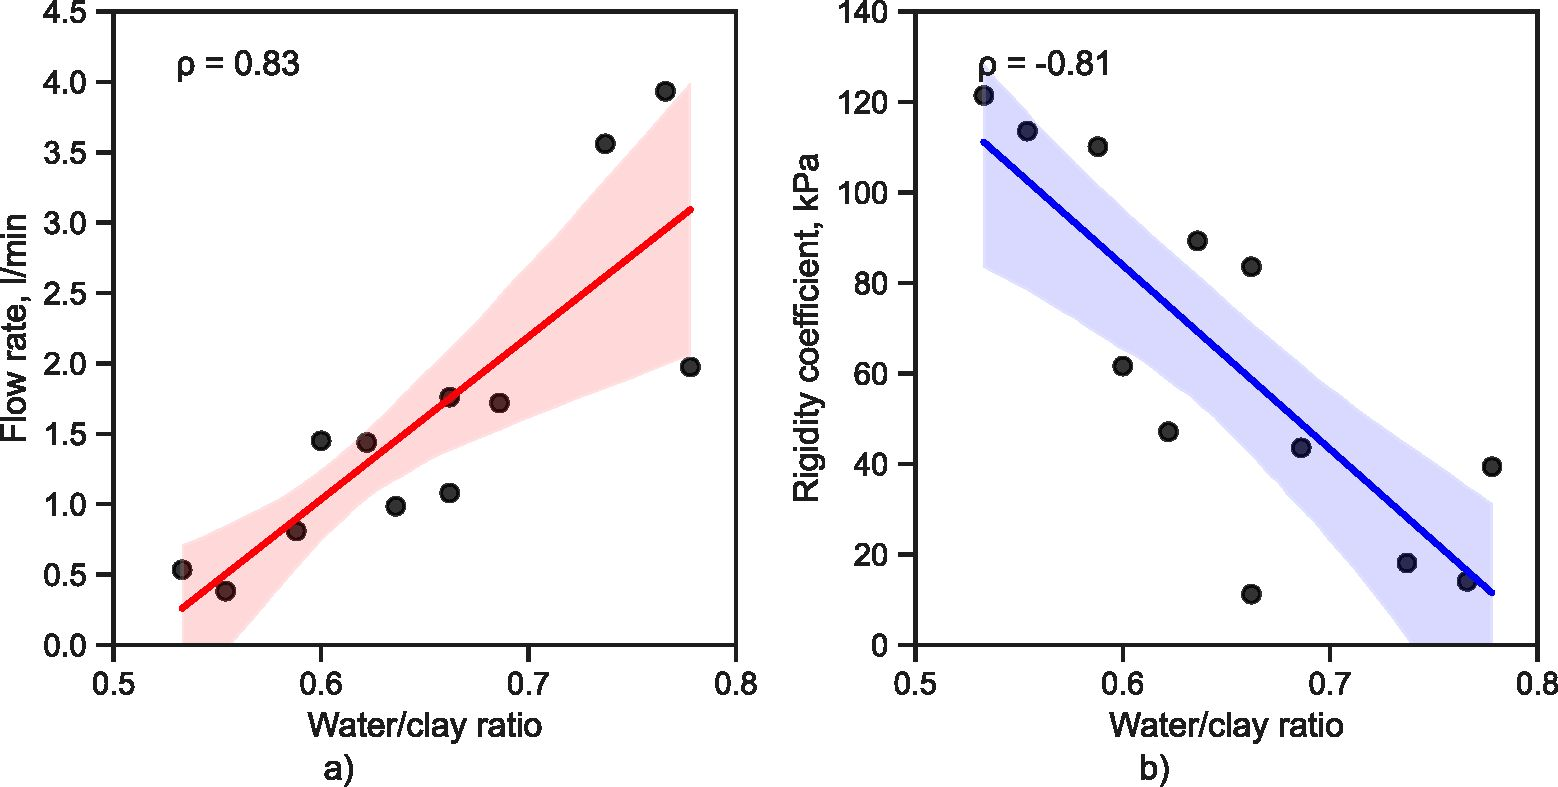 4.5
4.0
3.5
3.0
2.5
2.0
1.5
1.0
0.5
0.0
Flow rate, l/min
ρ = 0.83
0.5 0.6 0.7 0.8
Water/clay ratio
a)
140
120
100
80
60
40
20
0
Rigidity coefficient, kPa
ρ = -0.81
0.5 0.6 0.7 0.8
Water/clay ratio
b)